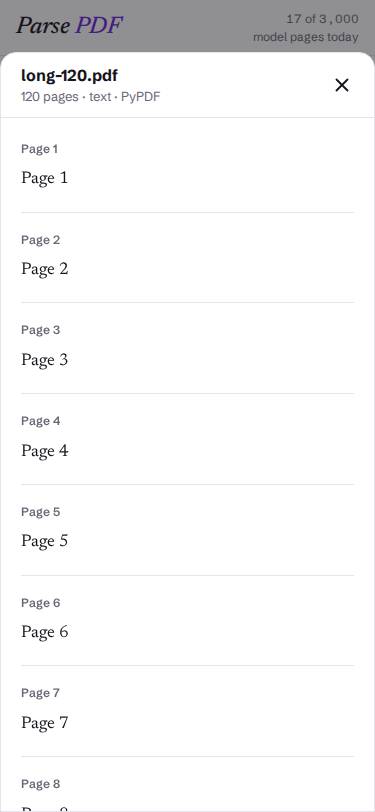 Parse PDF
17 of 3,000
model pages today
long-120.pdf
120 pages · text · PyPDF
Page 1
Page 1
Page 2
Page 2
Page 3
Page 3
Page 4
Page 4
Page 5
Page 5
Page 6
Page 6
Page 7
Page 7
Page 8